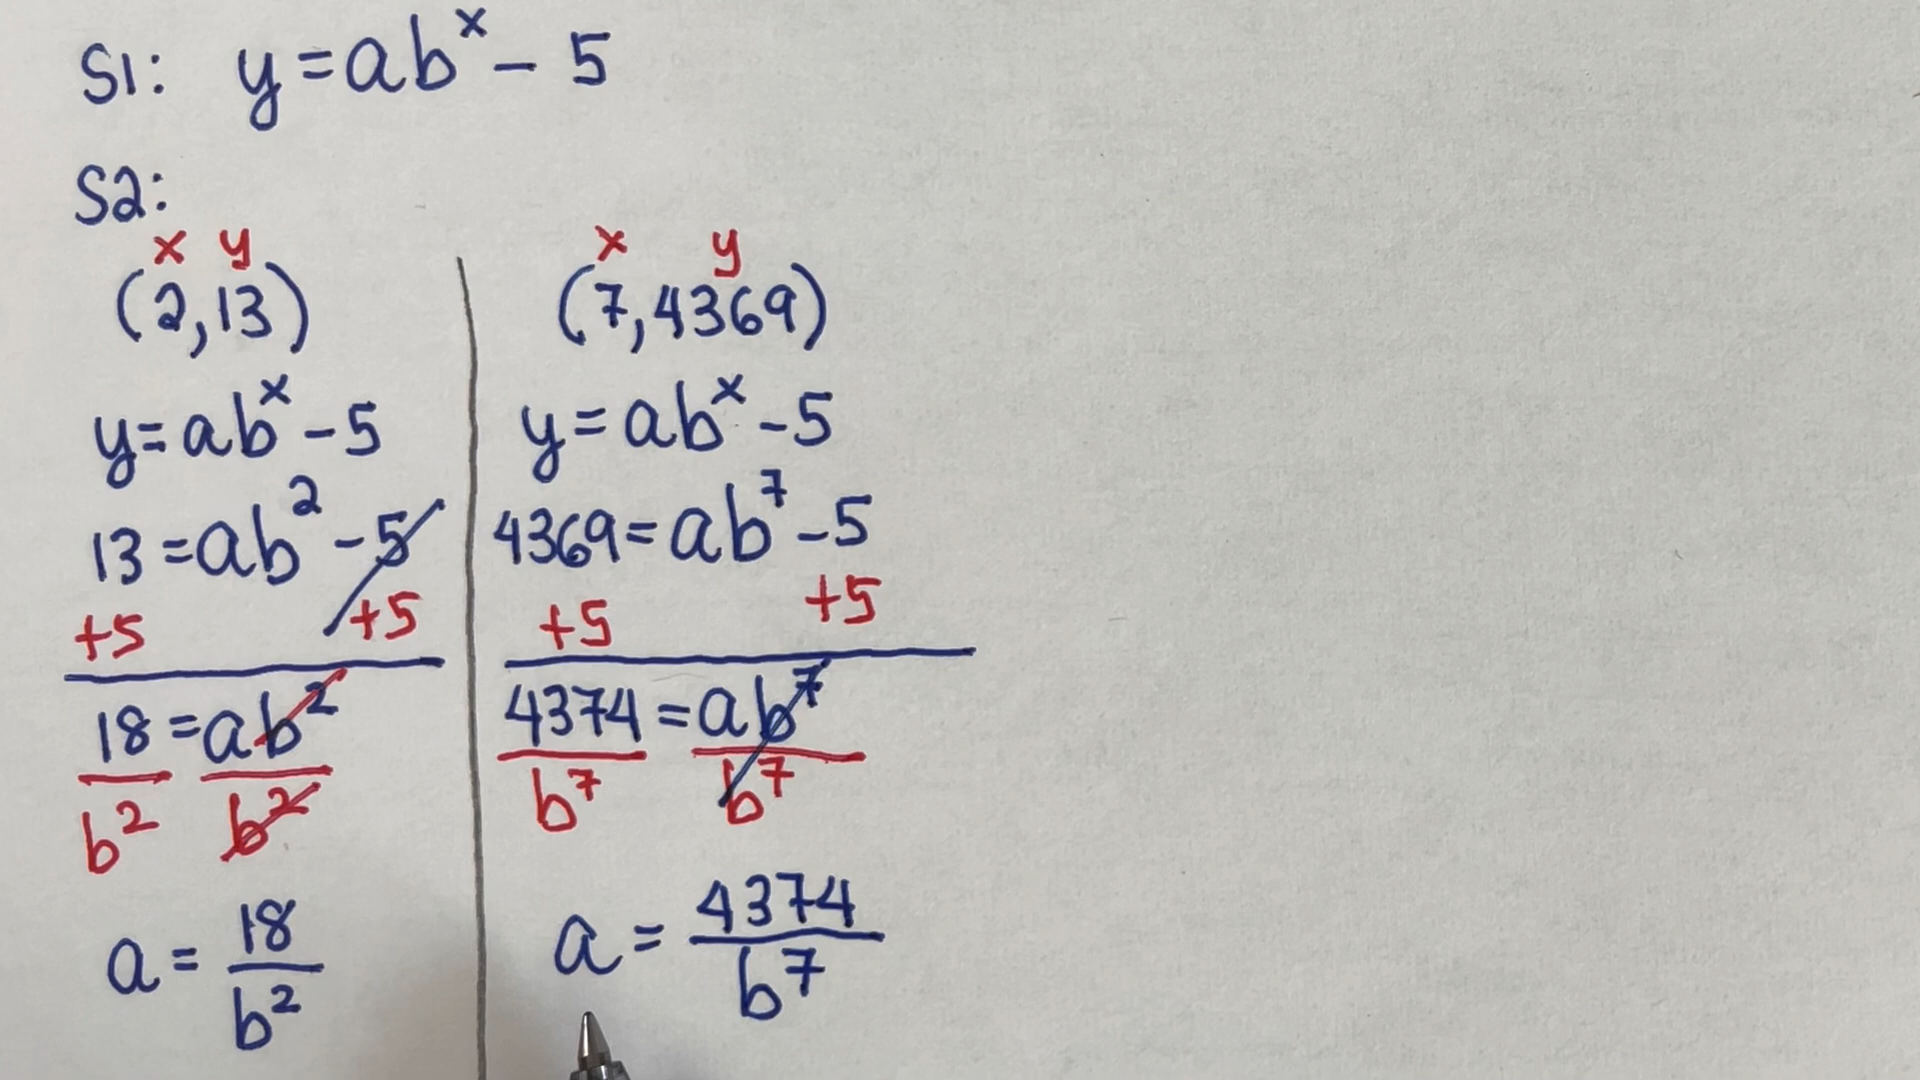 S1: y = ab^x - 5
S2:
x y
(2, 13)
y = ab^x - 5
13 = ab^2 - 5
+5 +5
18 = ab^2
b^2 b^2
a = 18
b^2
x y
(7, 4369)
y = ab^x - 5
4369 = ab^7 - 5
+5 +5
4374 = ab^7
b^7 b^7
a = 4374
b^7